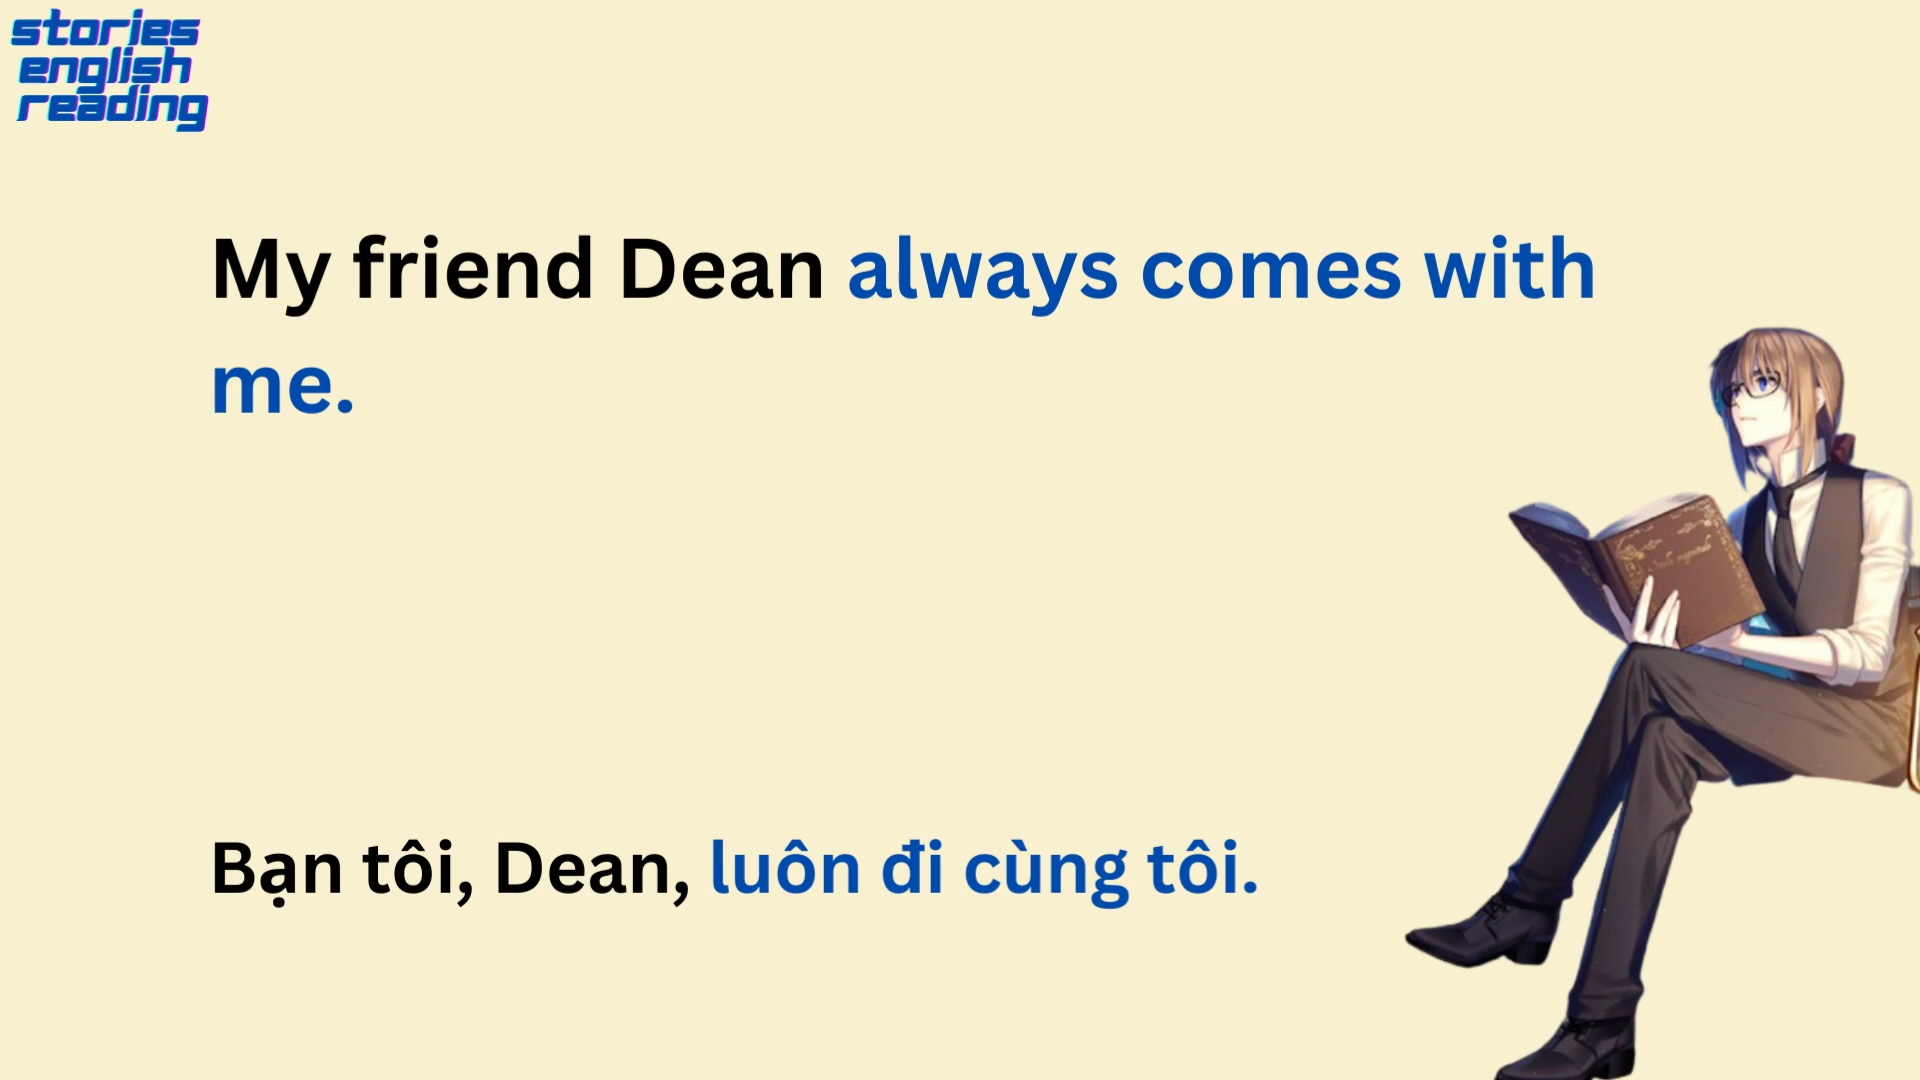 stories
english
reading
My friend Dean always comes with
me.
Bạn tôi, Dean, luôn đi cùng tôi.